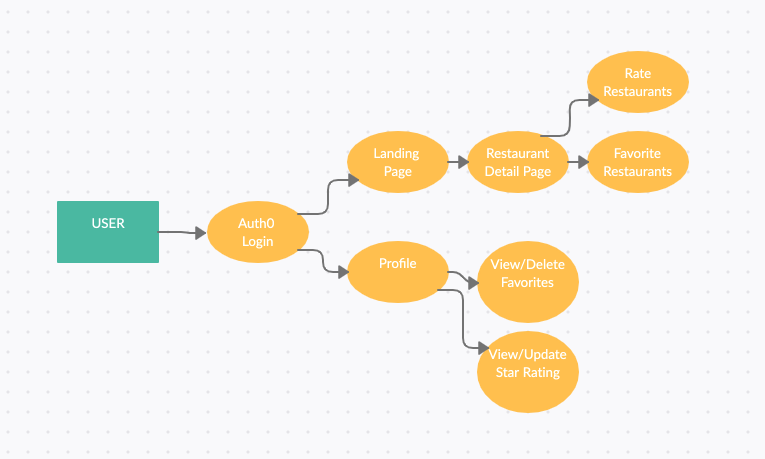 USER
Auth0
Login
Landing
Page
Restaurant
Detail Page
Rate
Restaurants
Favorite
Restaurants
Profile
View/Delete
Favorites
View/Update
Star Rating